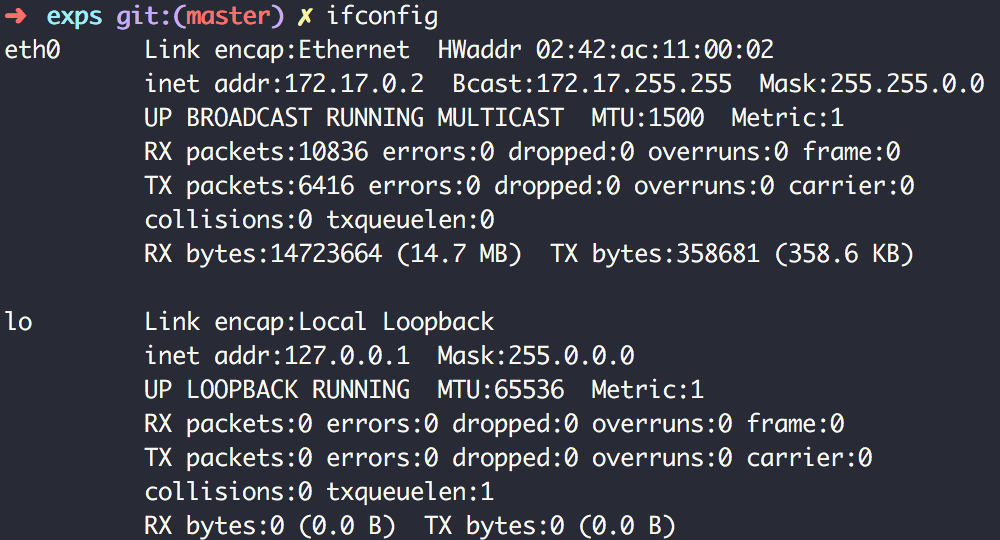 ➜ exps git:(master) ✗ ifconfig
eth0 Link encap:Ethernet HWaddr 02:42:ac:11:00:02
inet addr:172.17.0.2 Bcast:172.17.255.255 Mask:255.255.0.0
UP BROADCAST RUNNING MULTICAST MTU:1500 Metric:1
RX packets:10836 errors:0 dropped:0 overruns:0 frame:0
TX packets:6416 errors:0 dropped:0 overruns:0 carrier:0
collisions:0 txqueuelen:0
RX bytes:14723664 (14.7 MB) TX bytes:358681 (358.6 KB)
lo Link encap:Local Loopback
inet addr:127.0.0.1 Mask:255.0.0.0
UP LOOPBACK RUNNING MTU:65536 Metric:1
RX packets:0 errors:0 dropped:0 overruns:0 frame:0
TX packets:0 errors:0 dropped:0 overruns:0 carrier:0
collisions:0 txqueuelen:1
RX bytes:0 (0.0 B) TX bytes:0 (0.0 B)